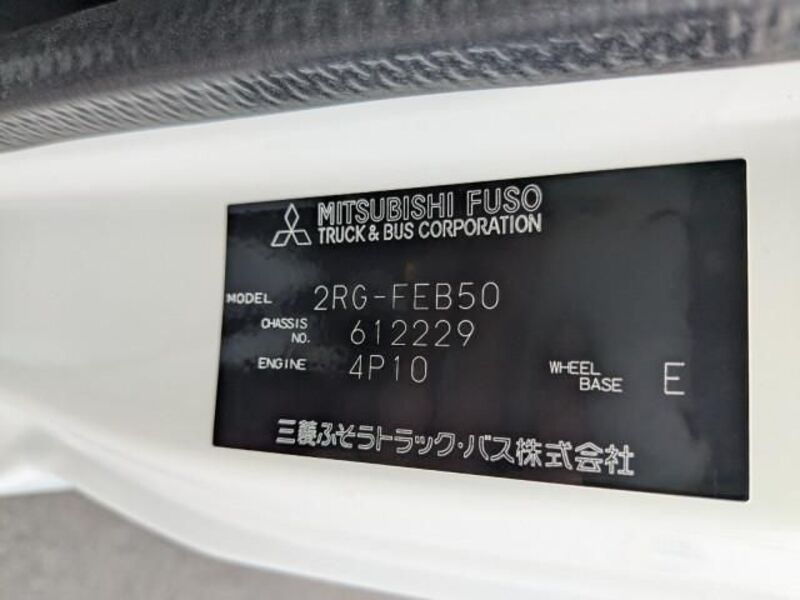 MITSUBISHI FUSO
TRUCK & BUS CORPORATION
MODEL 2RG-FEB50
CHASSIS NO. 612229
ENGINE 4P10
WHEEL BASE E
三菱ふそうトラック・バス株式会社